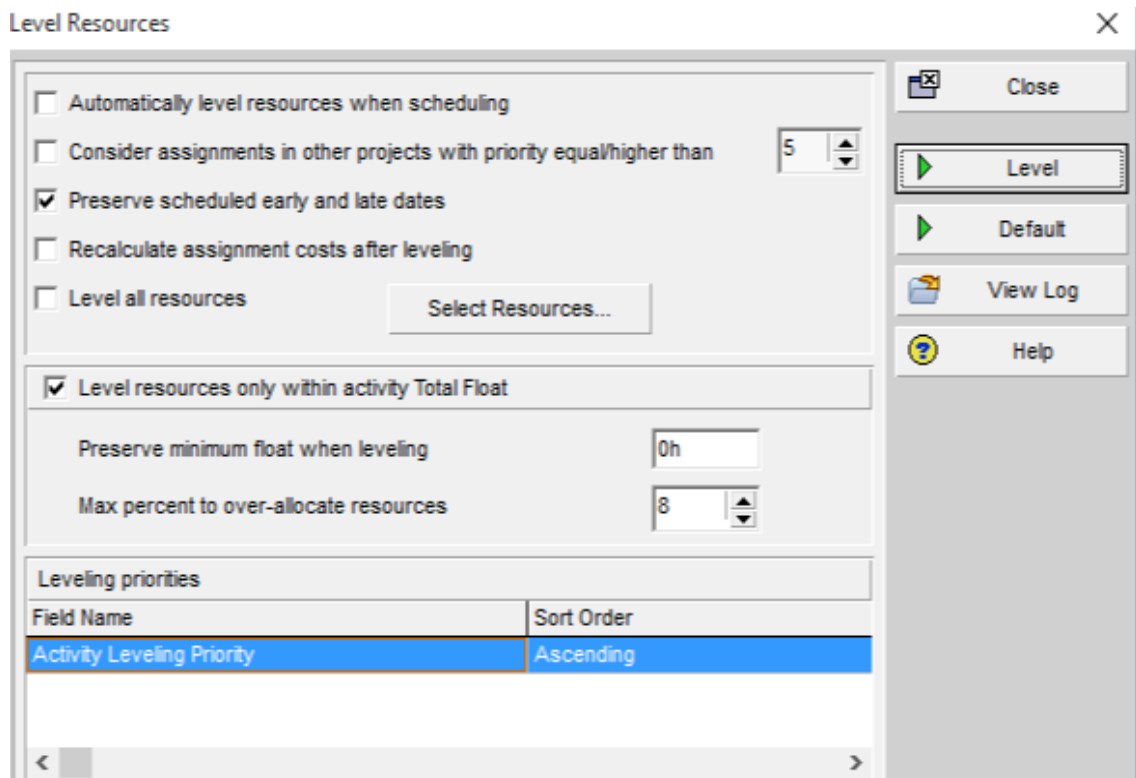 Level Resources
Automatically level resources when scheduling
Consider assignments in other projects with priority equal/higher than 5
Preserve scheduled early and late dates
Recalculate assignment costs after leveling
Level all resources
Select Resources...
Level resources only within activity Total Float
Preserve minimum float when leveling 0h
Max percent to over-allocate resources 8
Leveling priorities
Field Name Sort Order
Activity Leveling Priority Ascending
Close
Level
Default
View Log
Help